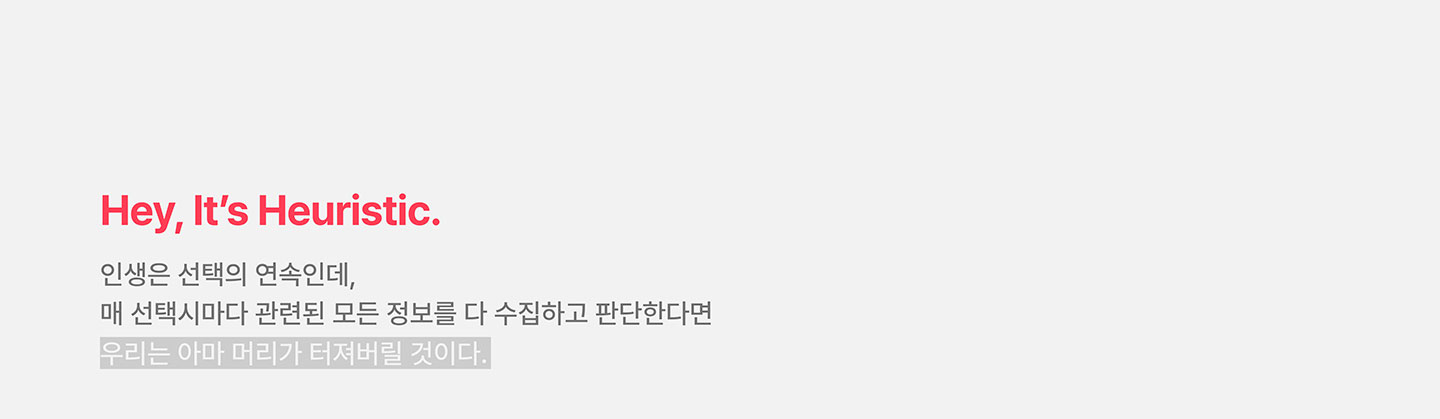 Hey, It’s Heuristic.
인생은 선택의 연속인데,
매 선택시마다 관련된 모든 정보를 다 수집하고 판단한다면
우리는 아마 머리가 터져버릴 것이다.